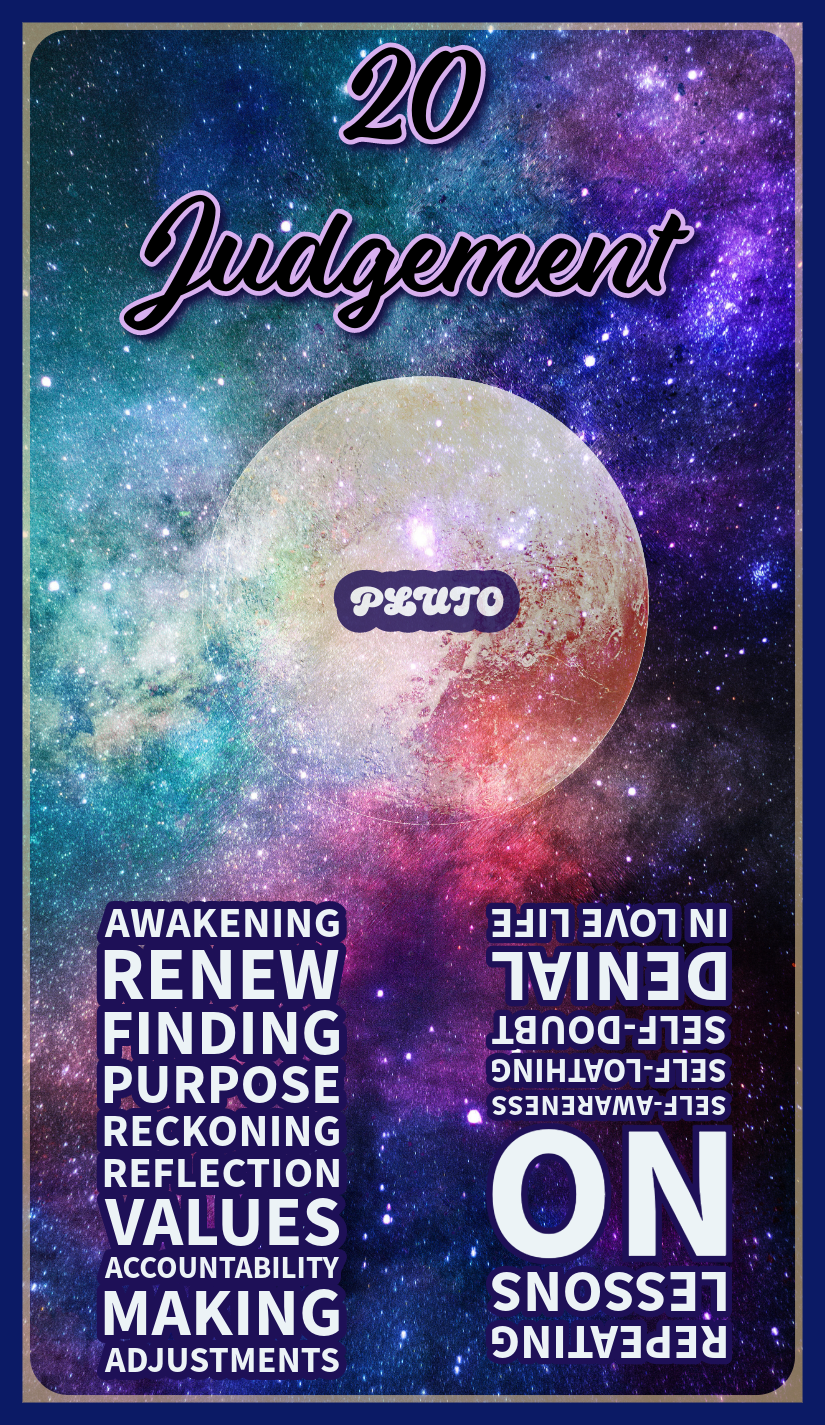 20
Judgement
PLUTO
AWAKENING
RENEW
FINDING
PURPOSE
RECKONING
REFLECTION
VALUES
ACCOUNTABILITY
MAKING
ADJUSTMENTS
REPEATING
LESSONS
NO
SELF-AWARENESS
SELF-LOATHING
SELF-DOUBT
DENIAL
IN LOVE LIFE